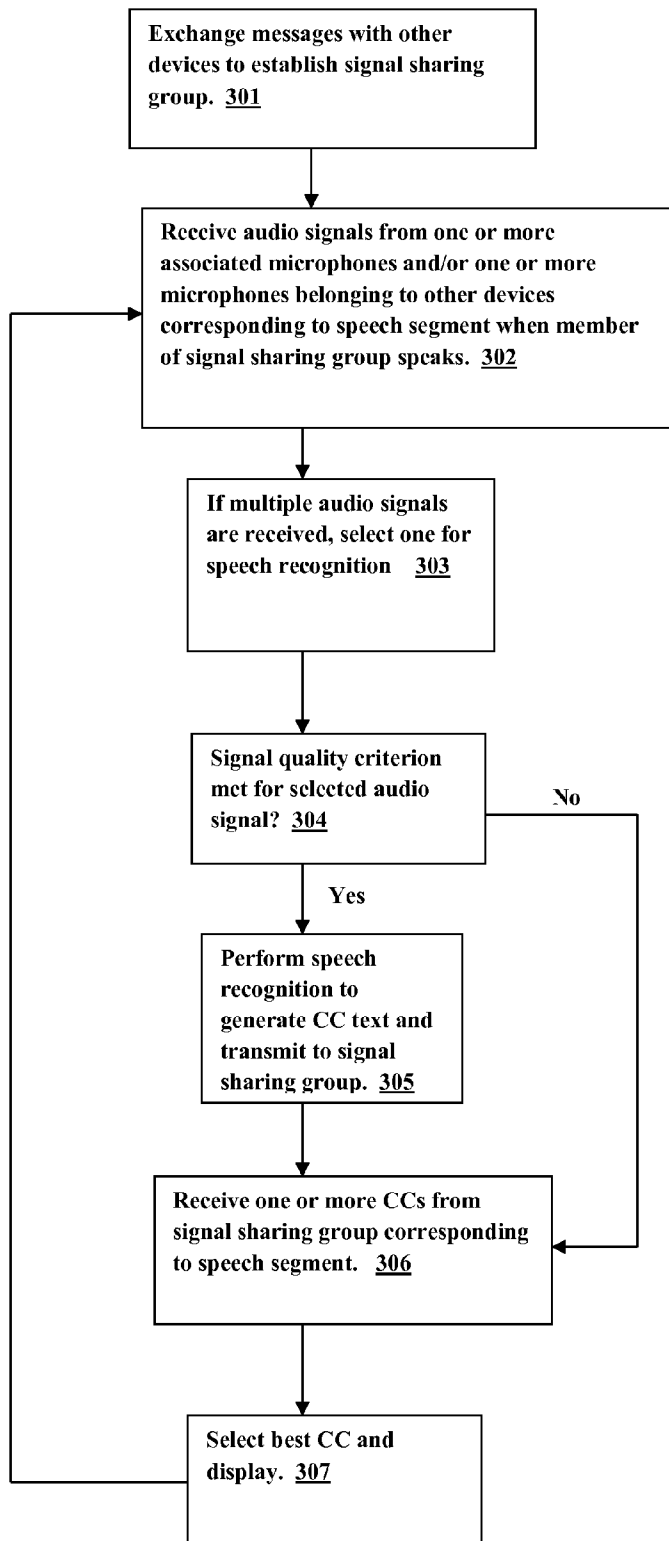 Exchange messages with other
devices to establish signal sharing
group. 301
Receive audio signals from one or more
associated microphones and/or one or more
microphones belonging to other devices
corresponding to speech segment when member
of signal sharing group speaks. 302
If multiple audio signals
are received, select one for
speech recognition 303
Signal quality criterion
met for selected audio
signal? 304
No
Yes
Perform speech
recognition to
generate CC text and
transmit to signal
sharing group. 305
Receive one or more CCs from
signal sharing group corresponding
to speech segment. 306
Select best CC and
display. 307